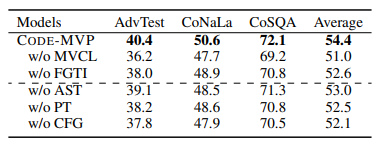 Models AdvTest CoNaLa CoSQA Average
CODE-MVP 40.4 50.6 72.1 54.4
w/o MVCL 36.2 47.7 69.2 51.0
w/o FGTI 38.0 48.9 70.8 52.6
w/o AST 39.1 48.5 71.3 53.0
w/o PT 38.2 48.6 70.8 52.5
w/o CFG 37.8 47.9 70.5 52.1